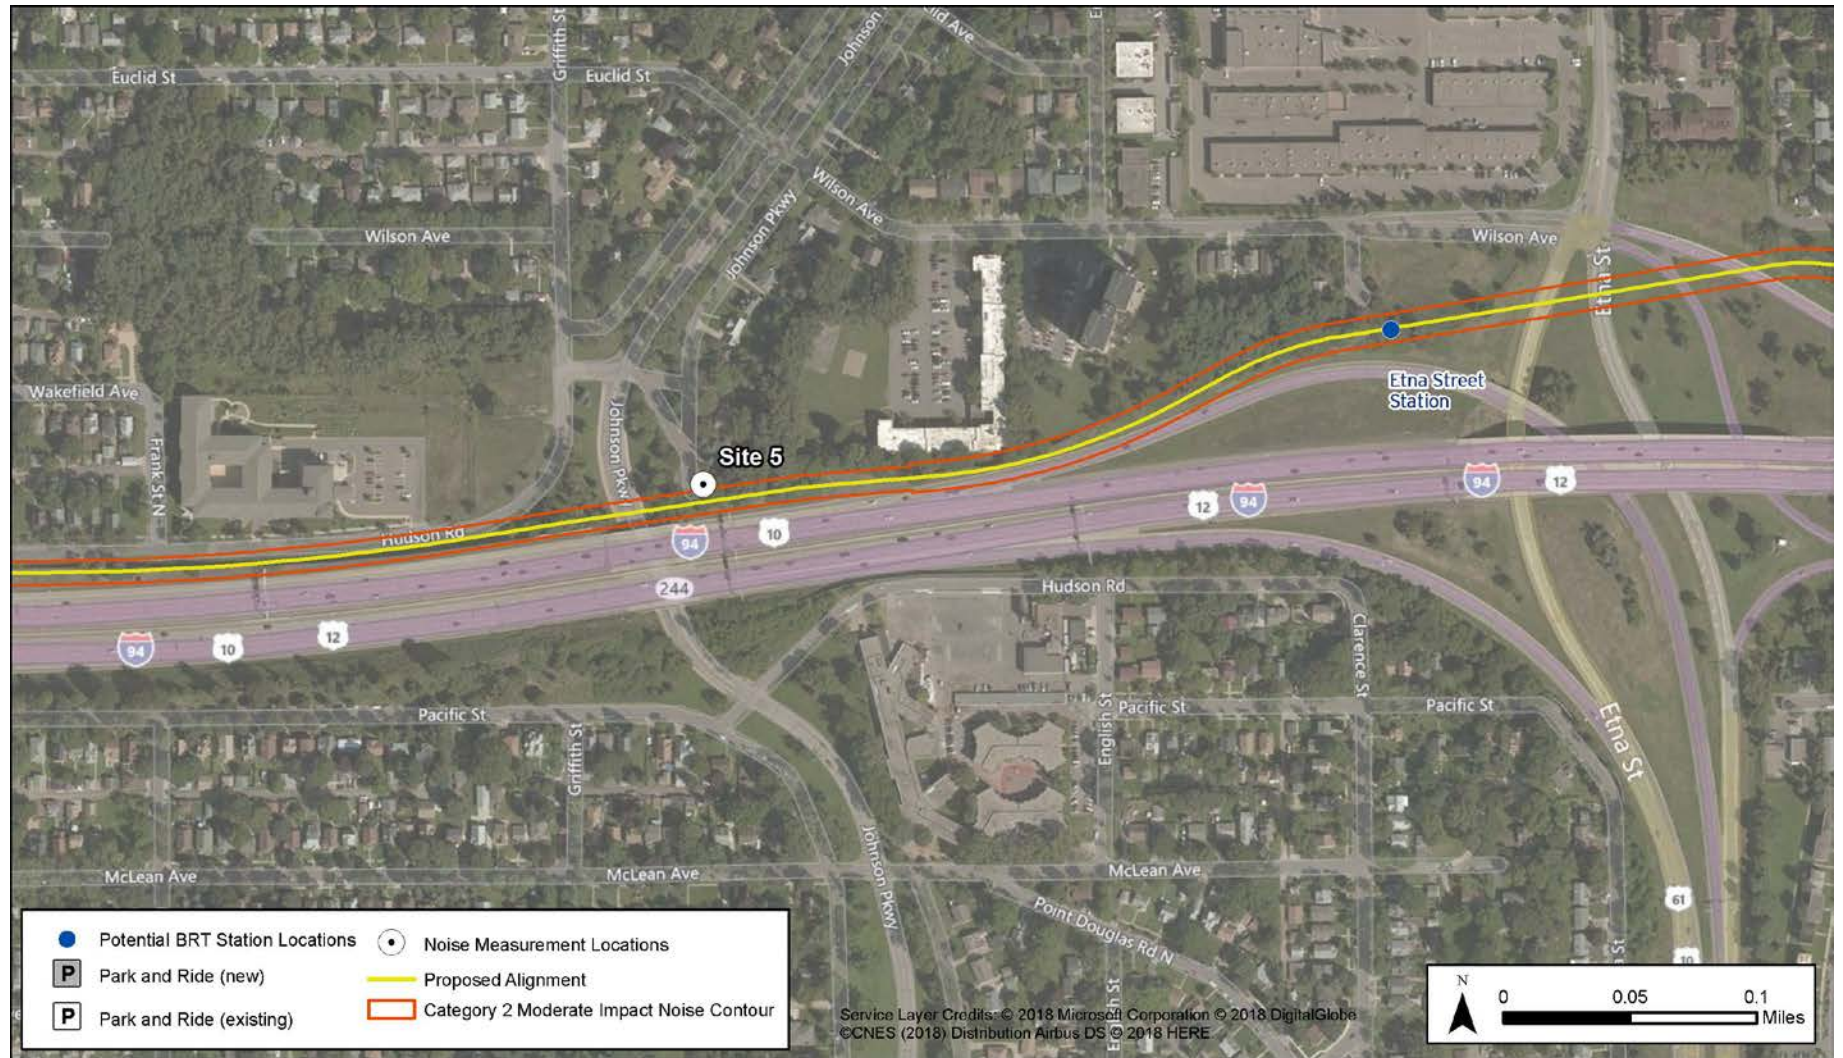 Euclid St
Griffith St
Euclid St
Johnson
clid Ave
Johnson Pkwy
Wilson Ave
Wilson Ave
Wilson Ave
Etna St
Wakefield Ave
Frank St N
Johnson Pkwy
Site 5
Etna Street
Station
Hudson Rd
94
10
12
94
94
12
244
94
10
12
Hudson Rd
Clarence St
Pacific St
Griffith St
English St
Pacific St
Pacific St
Etna St
McLean Ave
McLean Ave
McLean Ave
Johnson Pkwy
Point Douglas Rd N
English St
61
10
St
Potential BRT Station Locations
Noise Measurement Locations
P Park and Ride (new)
Proposed Alignment
Category 2 Moderate Impact Noise Contour
P Park and Ride (existing)
Service Layer Credits: © 2018 Microsoft Corporation © 2018 DigitalGlobe
©CNES (2018) Distribution Airbus DS © 2018 HERE
N
0 0.05 0.1
Miles